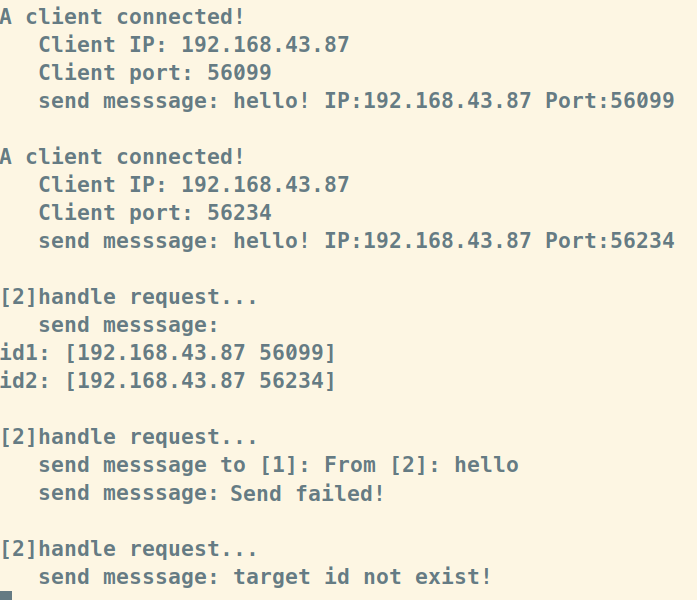 A client connected!
Client IP: 192.168.43.87
Client port: 56099
send messsage: hello! IP:192.168.43.87 Port:56099
A client connected!
Client IP: 192.168.43.87
Client port: 56234
send messsage: hello! IP:192.168.43.87 Port:56234
[2]handle request...
send messsage:
id1: [192.168.43.87 56099]
id2: [192.168.43.87 56234]
[2]handle request...
send messsage to [1]: From [2]: hello
send messsage: Send failed!
[2]handle request...
send messsage: target id not exist!